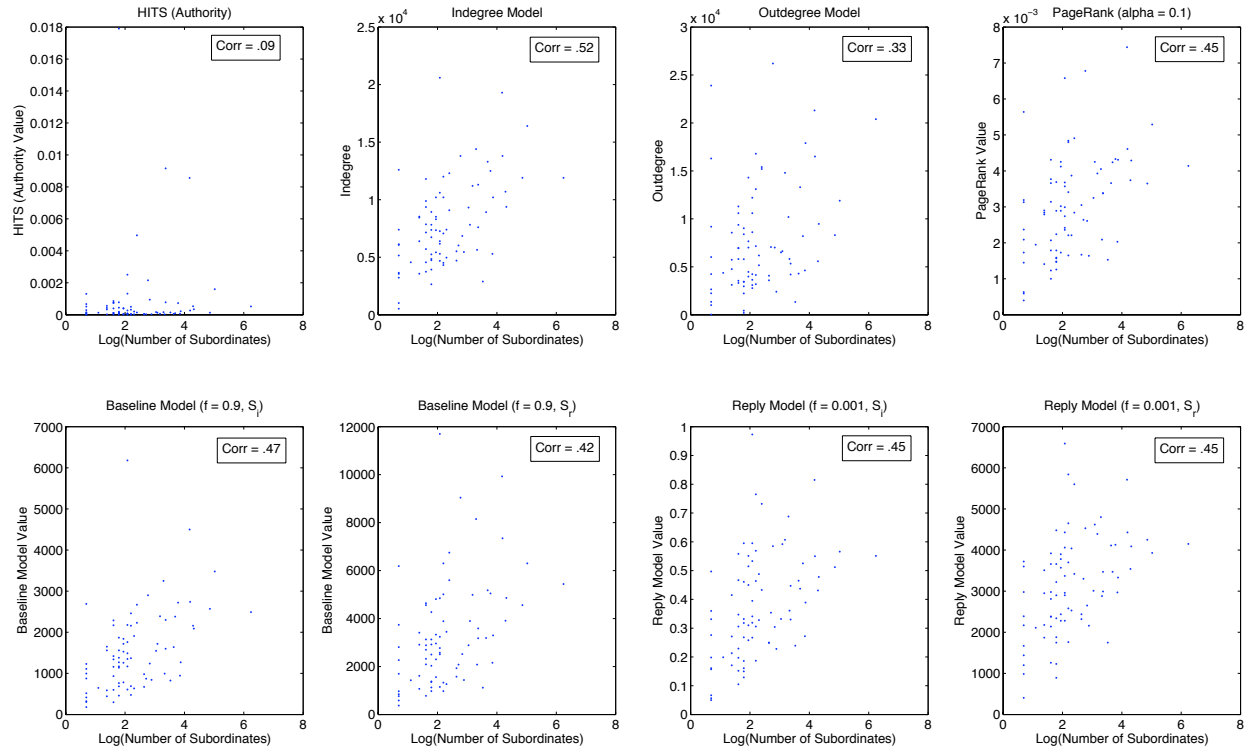 HITS (Authority)
Corr = .09
0.018
0.016
0.014
0.012
0.01
0.008
0.006
0.004
0.002
0
0 2 4 6 8
HITS (Authority Value)
Log(Number of Subordinates)
Indegree Model
x 10^4
Corr = .52
2.5
2
1.5
1
0.5
0
0 2 4 6 8
Indegree
Log(Number of Subordinates)
Outdegree Model
x 10^4
Corr = .33
3
2.5
2
1.5
1
0.5
0
0 2 4 6 8
Outdegree
Log(Number of Subordinates)
PageRank (alpha = 0.1)
x 10^-3
Corr = .45
8
7
6
5
4
3
2
1
0
0 2 4 6 8
PageRank Value
Log(Number of Subordinates)
Baseline Model (f = 0.9, S_i)
Corr = .47
7000
6000
5000
4000
3000
2000
1000
0
0 2 4 6 8
Baseline Model Value
Log(Number of Subordinates)
Baseline Model (f = 0.9, S_r)
Corr = .42
12000
10000
8000
6000
4000
2000
0
0 2 4 6 8
Baseline Model Value
Log(Number of Subordinates)
Reply Model (f = 0.001, S_i)
Corr = .45
1
0.9
0.8
0.7
0.6
0.5
0.4
0.3
0.2
0.1
0
0 2 4 6 8
Reply Model Value
Log(Number of Subordinates)
Reply Model (f = 0.001, S_r)
Corr = .45
7000
6000
5000
4000
3000
2000
1000
0
0 2 4 6 8
Reply Model Value
Log(Number of Subordinates)